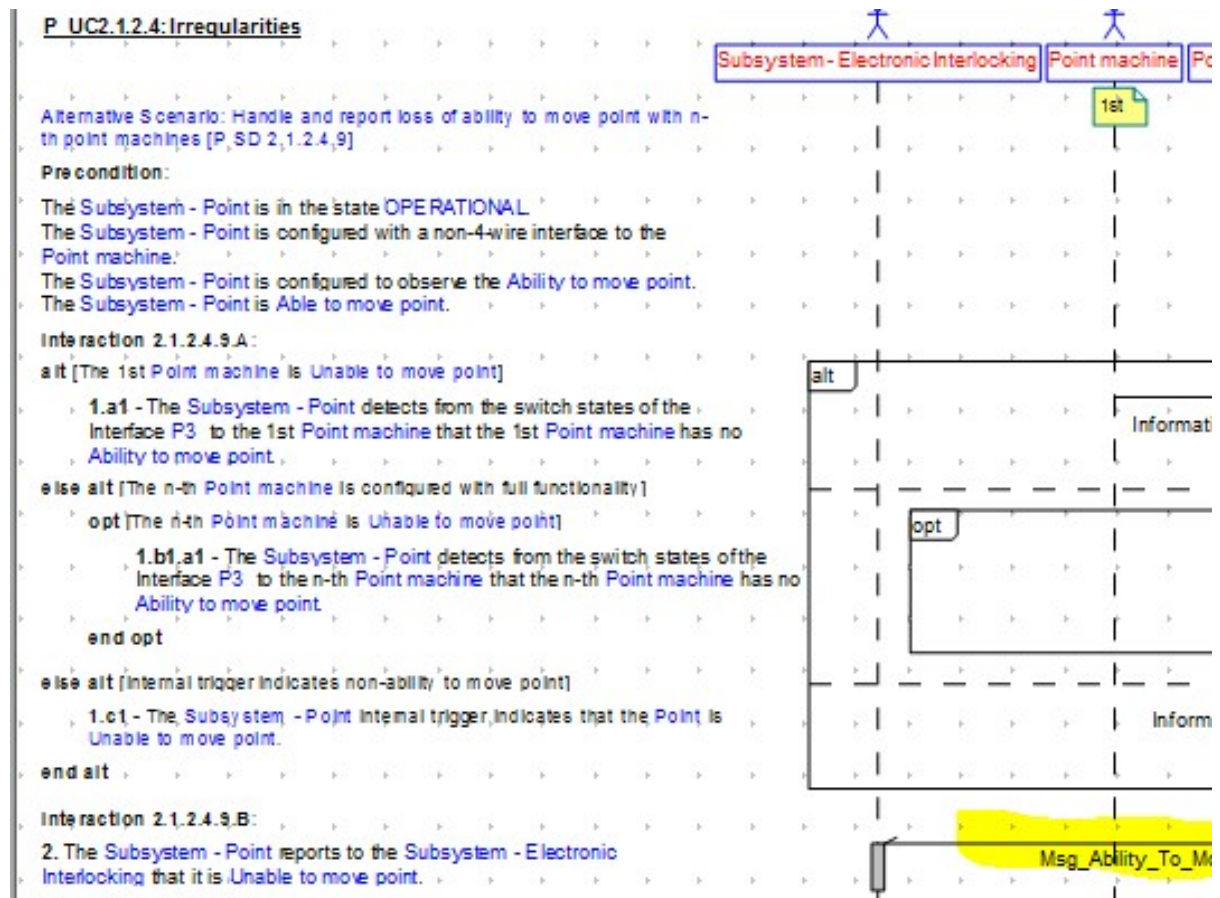 P_UC2.1.2.4: Irregularities
Subsystem - Electronic Interlocking
Point machine
Po
1st
Alternative Scenario: Handle and report loss of ability to move point with n-
th point machines [P_SD 2.1.2.4.9]
Precondition:
The Subsystem - Point is in the state OPERATIONAL.
The Subsystem - Point is configured with a non-4-wire interface to the
Point machine.
The Subsystem - Point is configured to observe the Ability to move point.
The Subsystem - Point is Able to move point.
Interaction 2.1.2.4.9.A:
alt [The 1st Point machine is Unable to move point]
alt
1.a1 - The Subsystem - Point detects from the switch states of the
Interface P3 to the 1st Point machine that the 1st Point machine has no
Ability to move point.
Informati
else alt [The n-th Point machine is configured with full functionality]
opt [The n-th Point machine is Unable to move point]
opt
1.b1.a1 - The Subsystem - Point detects from the switch states of the
Interface P3 to the n-th Point machine that the n-th Point machine has no
Ability to move point.
end opt
else alt [Internal trigger indicates non-ability to move point]
1.c1 - The Subsystem - Point internal trigger indicates that the Point is
Unable to move point.
Inform
end alt
Interaction 2.1.2.4.9.B:
2. The Subsystem - Point reports to the Subsystem - Electronic
Interlocking that it is Unable to move point.
Msg_Ability_To_Mo